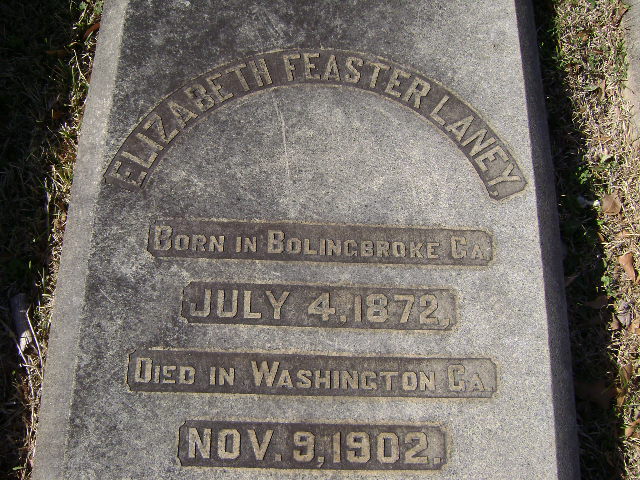 ELIZABETH FEASTER LANEY.
BORN IN BOLINGBROKE GA.
JULY 4, 1872,
DIED IN WASHINGTON GA.
NOV. 9, 1902.